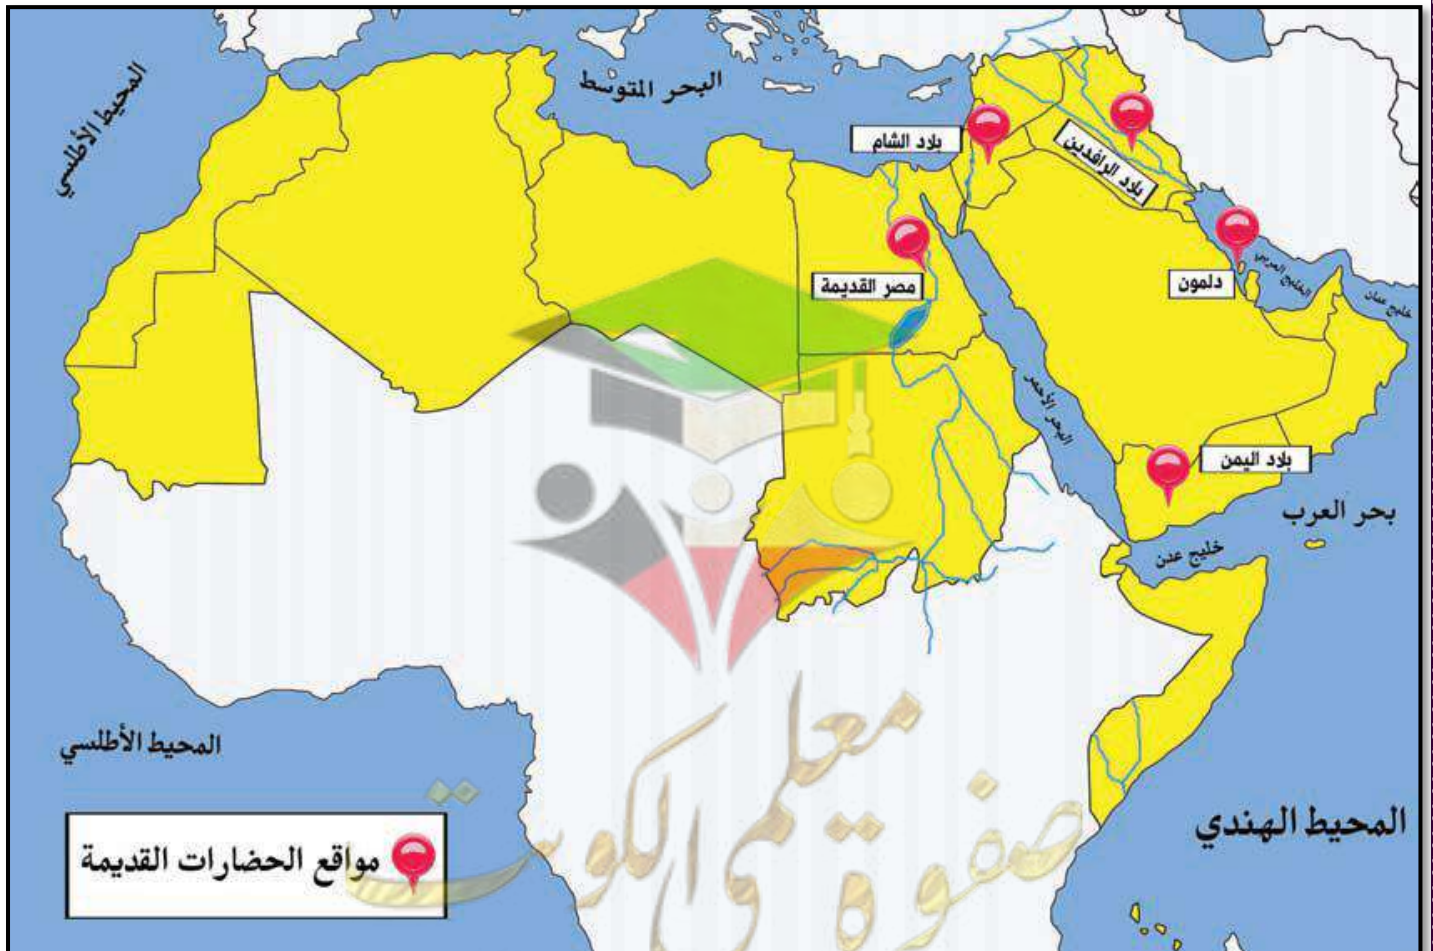 المحيط الأطلسي
البحر المتوسط
بلاد الشام
بلاد الرافدين
مصر القديمة
دلمون
الخليج العربي
خليج عمان
البحر الأحمر
بلاد اليمن
بحر العرب
خليج عدن
المحيط الأطلسي
المحيط الهندي
مواقع الحضارات القديمة
صفوة معلمى الكويت